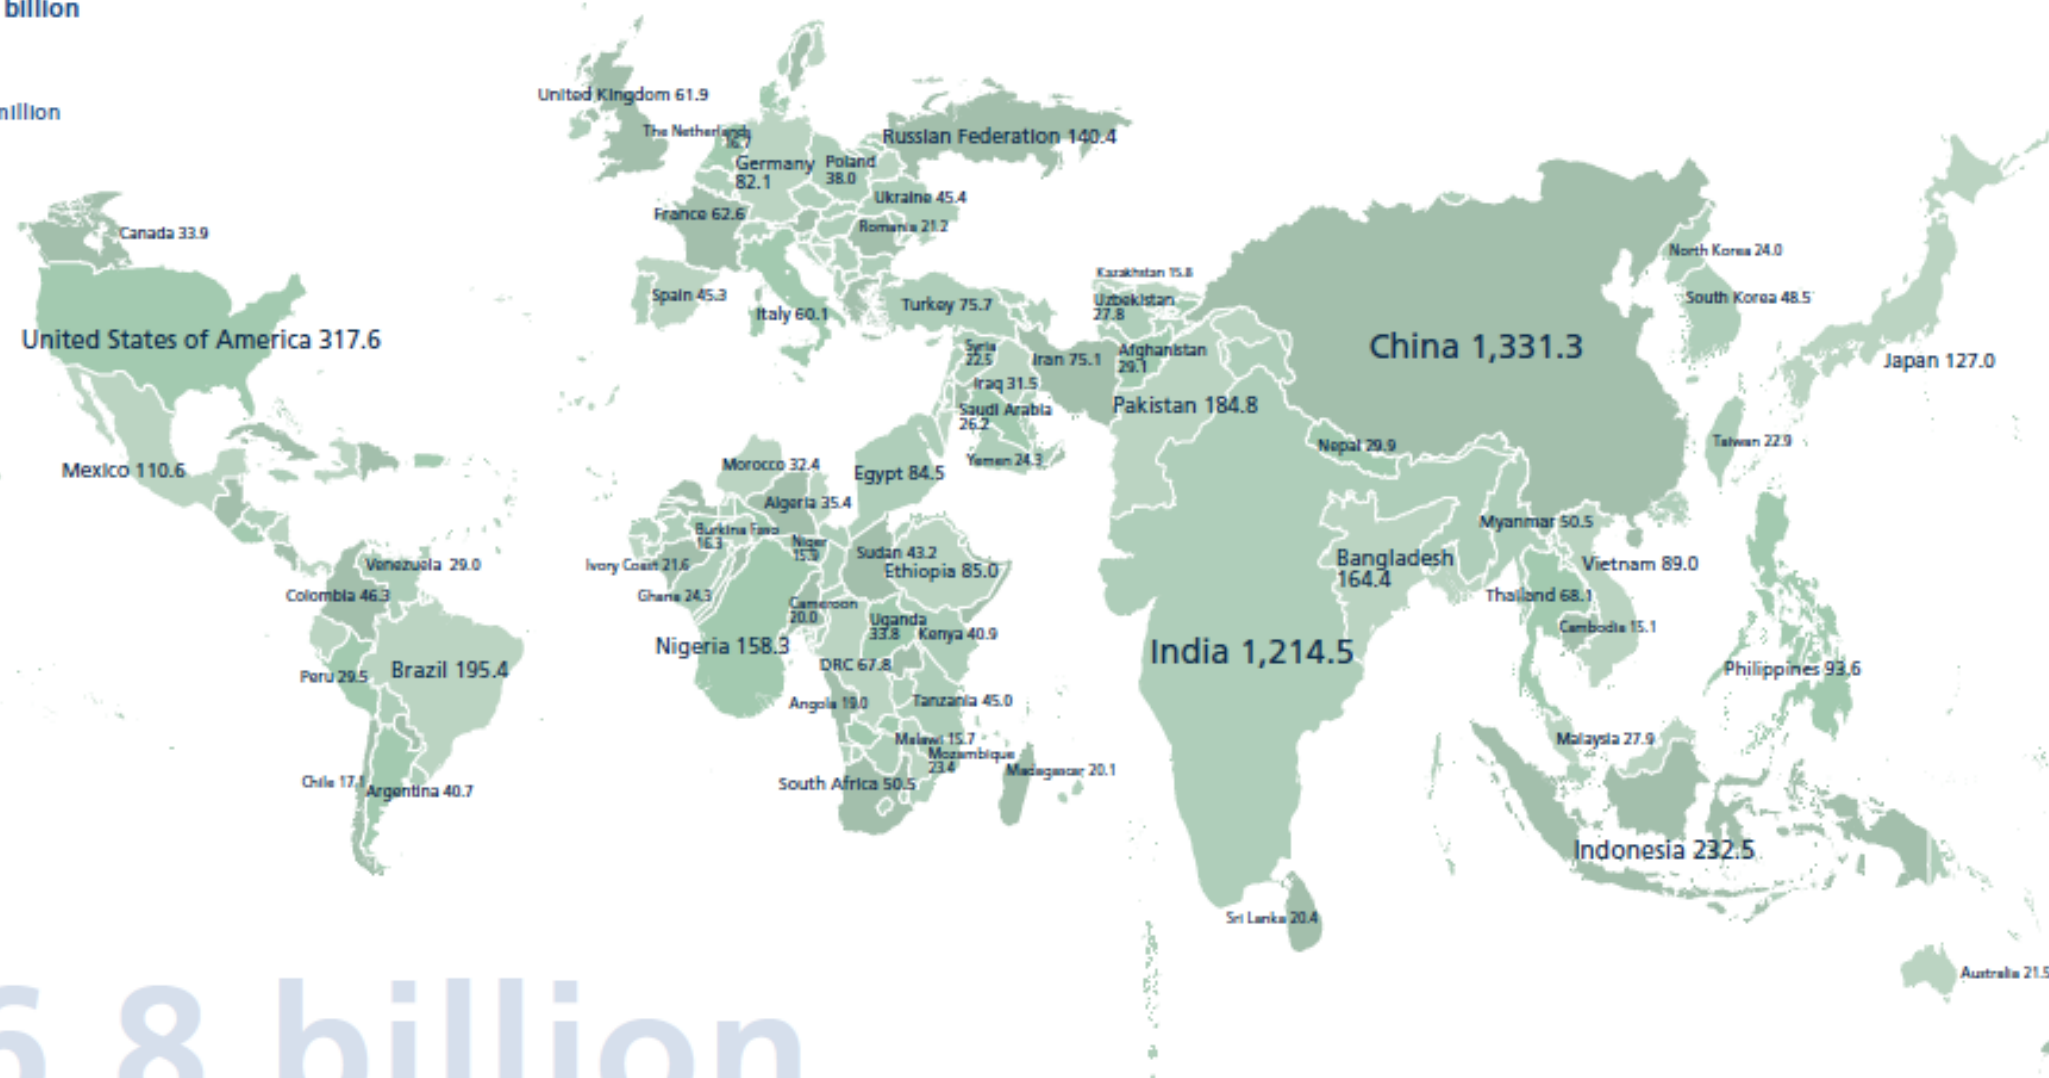 billion
million
United Kingdom 61.9
The Netherlands
16.7
Germany
82.1
Poland
38.0
Russian Federation 140.4
Ukraine 45.4
France 62.6
Romania 21.2
Canada 33.9
Spain 45.3
Italy 60.1
Turkey 75.7
Kazakhstan 15.8
Uzbekistan
27.8
North Korea 24.0
South Korea 48.5
United States of America 317.6
Syria
22.5
Iran 75.1
Afghanistan
29.1
China 1,331.3
Japan 127.0
Iraq 31.5
Saudi Arabia
26.2
Pakistan 184.8
Nepal 29.9
Taiwan 22.9
Mexico 110.6
Morocco 32.4
Egypt 84.5
Yemen 24.3
Algeria 35.4
Burkina Faso
16.3
Niger
15.9
Sudan 43.2
Ethiopia 85.0
Myanmar 50.5
Bangladesh
164.4
Vietnam 89.0
Venezuela 29.0
Ivory Coast 21.6
Colombia 46.3
Ghana 24.3
Cameroon
20.0
Uganda
33.8
Kenya 40.9
Thailand 68.1
Cambodia 15.1
Nigeria 158.3
India 1,214.5
Brazil 195.4
Peru 29.5
DRC 67.8
Philippines 93.6
Angola 19.0
Tanzania 45.0
Malawi 15.7
Mozambique
23.4
Malaysia 27.9
Madagascar 20.1
South Africa 50.5
Chile 17.1
Argentina 40.7
Indonesia 232.5
Sri Lanka 20.4
Australia 21.5
6.8 billion